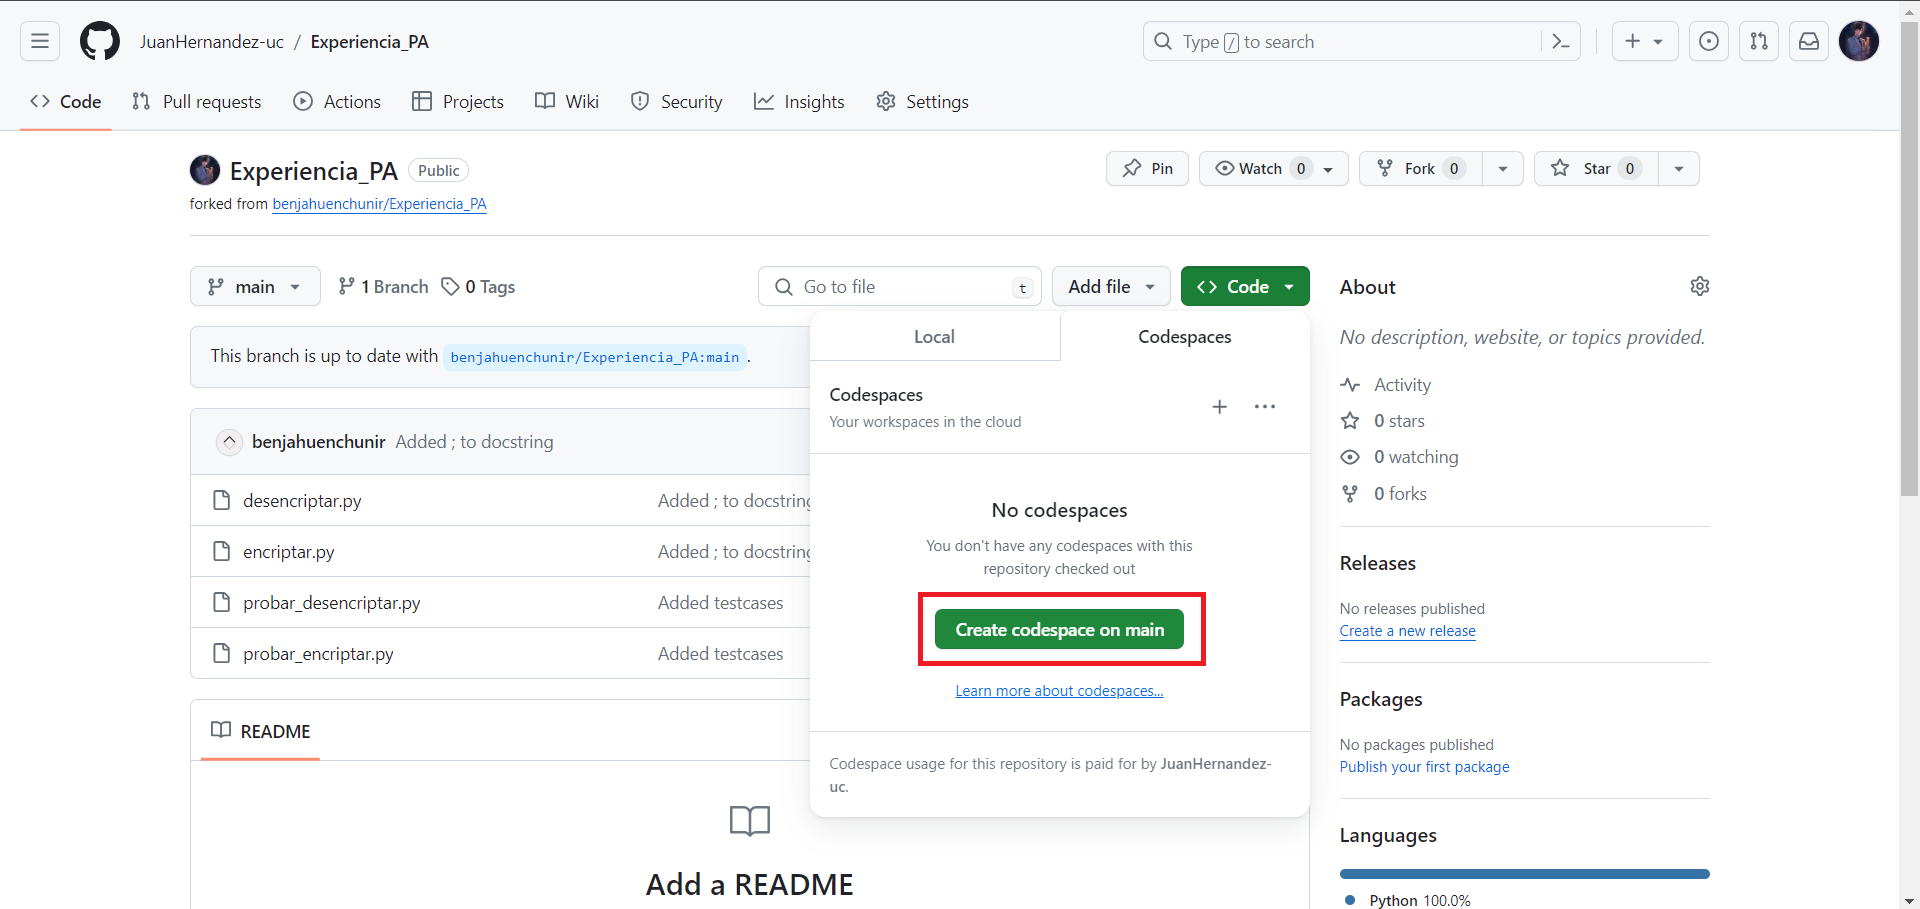 JuanHernandez-uc / Experiencia_PA
Type / to search
Code
Pull requests
Actions
Projects
Wiki
Security
Insights
Settings
Experiencia_PA Public
Pin
Watch 0
Fork 0
Star 0
forked from benjahuenchunir/Experiencia_PA
main
1 Branch
0 Tags
Go to file t
Add file
Code
About
Local
Codespaces
No description, website, or topics provided.
This branch is up to date with benjahuenchunir/Experiencia_PA:main .
Codespaces
Your workspaces in the cloud
Activity
0 stars
0 watching
0 forks
benjahuenchunir Added ; to docstring
desencriptar.py Added ; to docstring
encriptar.py Added ; to docstring
probar_desencriptar.py Added testcases
probar_encriptar.py Added testcases
No codespaces
You don't have any codespaces with this
repository checked out
Create codespace on main
Learn more about codespaces...
Codespace usage for this repository is paid for by JuanHernandez-
uc.
Releases
No releases published
Create a new release
Packages
No packages published
Publish your first package
README
Add a README
Languages
Python 100.0%